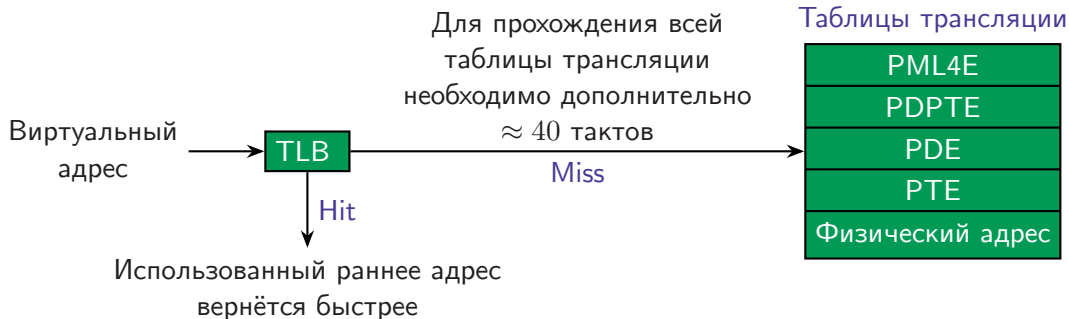 Таблицы трансляции
Для прохождения всей
таблицы трансляции
необходимо дополнительно
≈ 40 тактов
Виртуальный
адрес
TLB
Miss
Hit
Использованный раннее адрес
вернётся быстрее
PML4E
PDPTE
PDE
PTE
Физический адрес